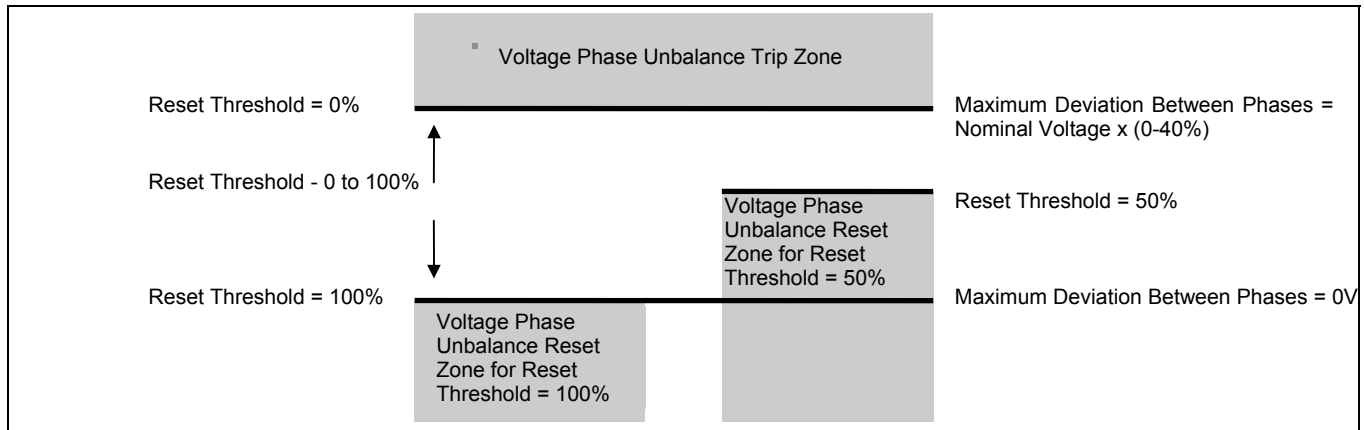 Voltage Phase Unbalance Trip Zone
Reset Threshold = 0%
Maximum Deviation Between Phases =
Nominal Voltage x (0-40%)
Reset Threshold - 0 to 100%
Reset Threshold = 50%
Voltage Phase
Unbalance Reset
Zone for Reset
Threshold = 50%
Reset Threshold = 100%
Maximum Deviation Between Phases = 0V
Voltage Phase
Unbalance Reset
Zone for Reset
Threshold = 100%